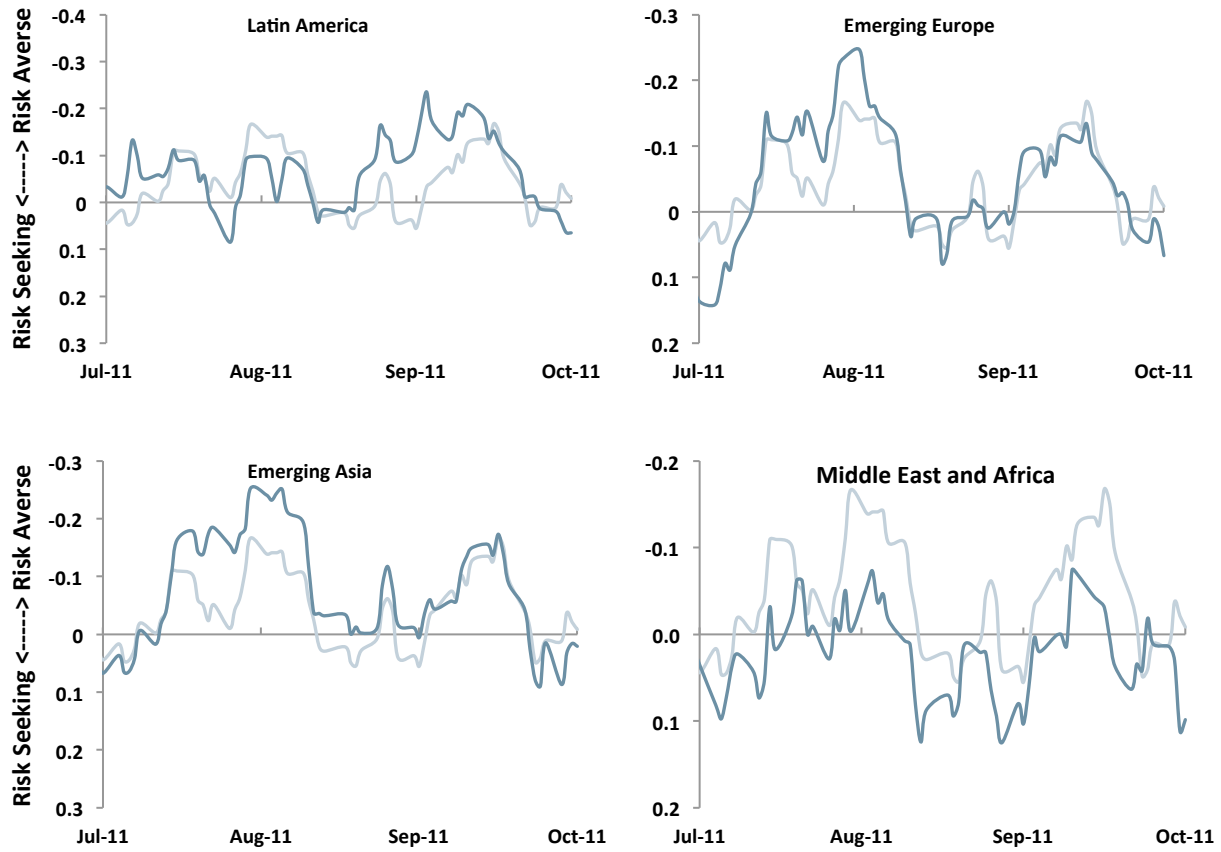 Latin America
Risk Seeking <-----> Risk Averse
-0.4
-0.3
-0.2
-0.1
0
0.1
0.2
0.3
Jul-11 Aug-11 Sep-11 Oct-11
Emerging Europe
-0.3
-0.2
-0.1
0
0.1
0.2
Jul-11 Aug-11 Sep-11 Oct-11
Emerging Asia
Risk Seeking <-----> Risk Averse
-0.3
-0.2
-0.1
0
0.1
0.2
0.3
Jul-11 Aug-11 Sep-11 Oct-11
Middle East and Africa
-0.2
-0.1
0.0
0.1
0.2
Jul-11 Aug-11 Sep-11 Oct-11